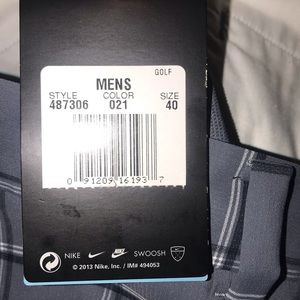 GOLF
MENS
STYLE COLOR SIZE
487306 021 40
0 91209 16193 7
NIKE SWOOSH
© 2013 Nike, Inc. / IM# 494053